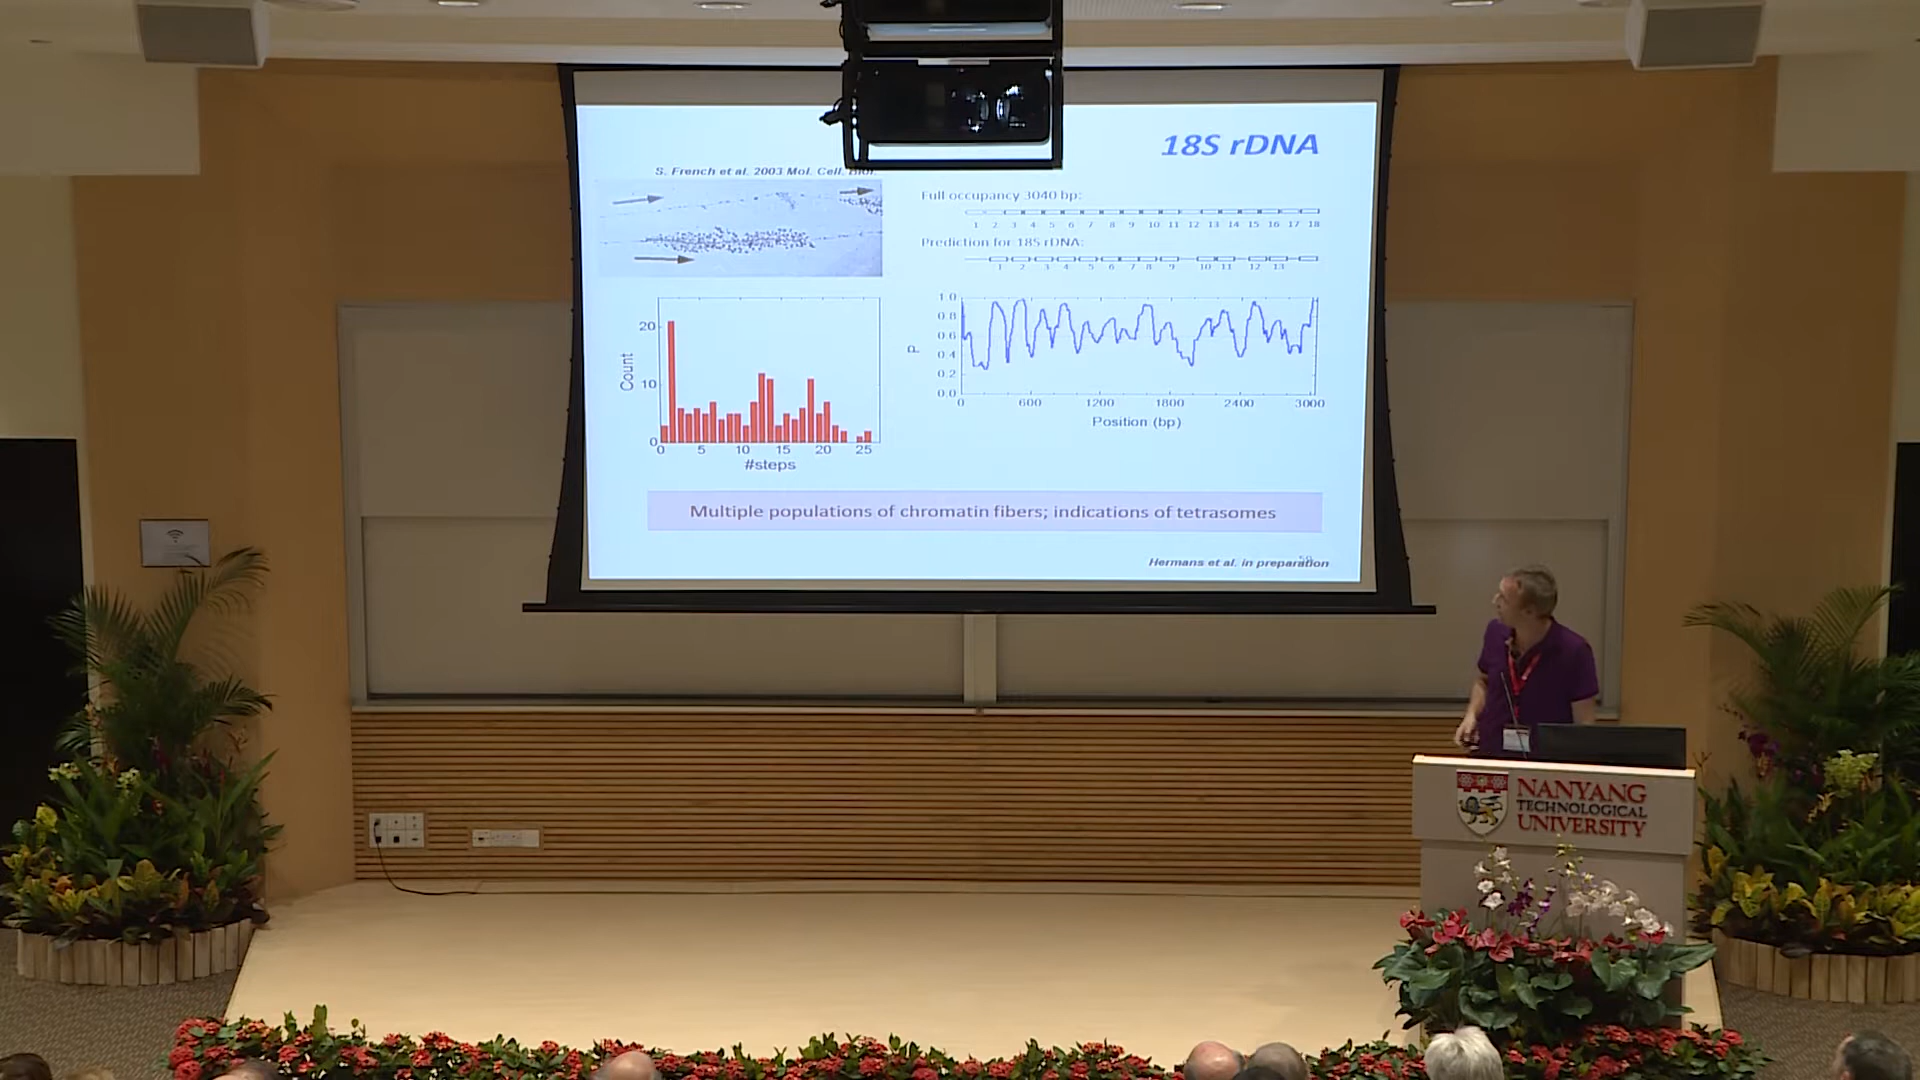 18S rDNA
S. French et al. 2003 Mol. Cell. Biol.
Full occupancy 3040 bp:
1 2 3 4 5 6 7 8 9 10 11 12 13 14 15 16 17 18
Prediction for 18S rDNA:
1 2 3 4 5 6 7 8 9 10 11 12 13
20
10
0
Count
0 5 10 15 20 25
#steps
1.0
0.8
0.6
0.4
0.2
0.0
P
0 600 1200 1800 2400 3000
Position (bp)
Multiple populations of chromatin fibers; indications of tetrasomes
Hermans et al. in preparation
NANYANG
TECHNOLOGICAL
UNIVERSITY